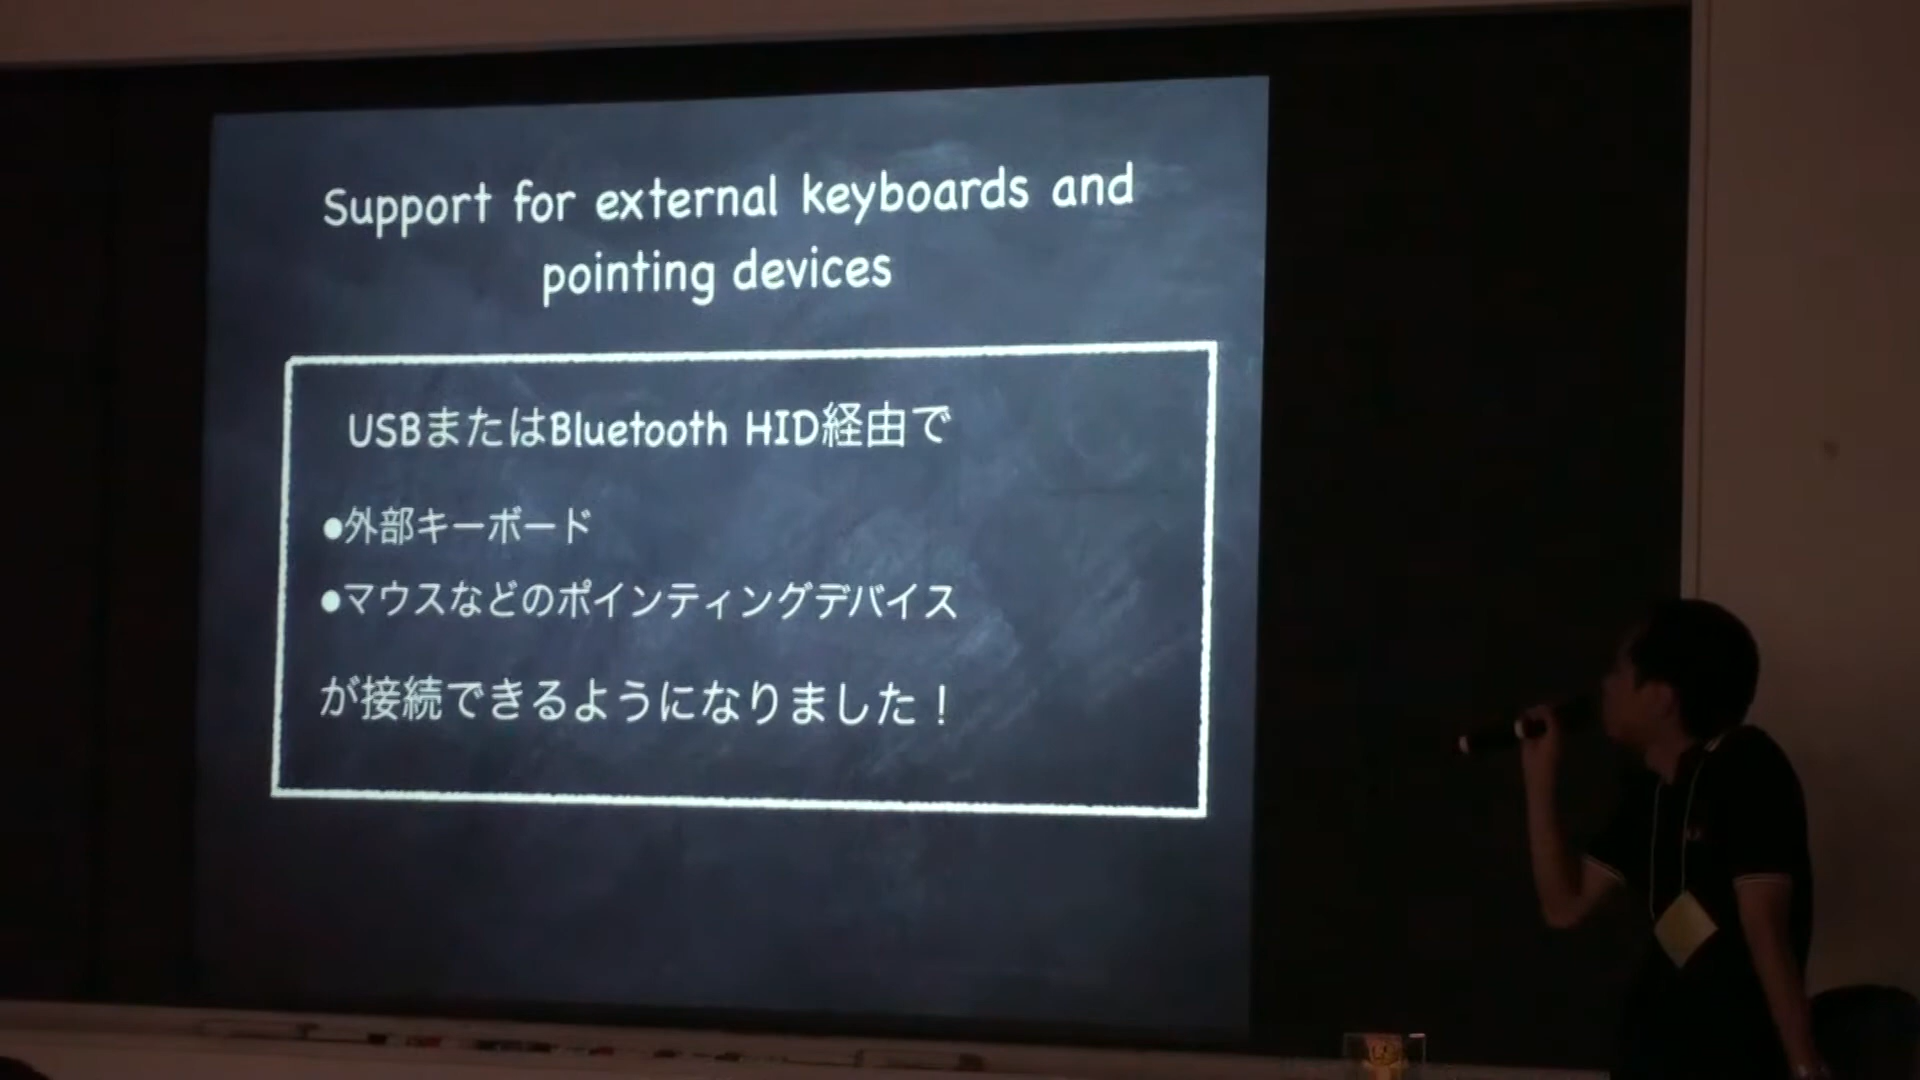 Support for external keyboards and
pointing devices
USBまたはBluetooth HID経由で
●外部キーボード
●マウスなどのポインティングデバイス
が接続できるようになりました！